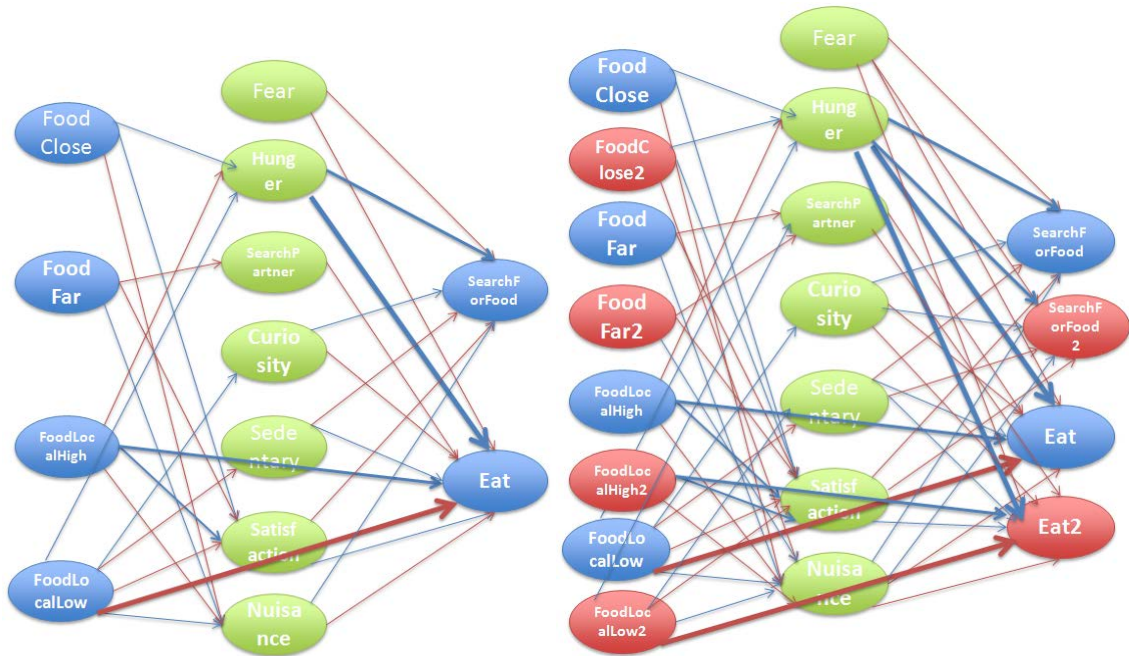 Food
Close
Food
Far
FoodLo
calHigh
FoodLo
calLow
Fear
Hung
er
SearchP
artner
Curio
sity
Sede
ntary
Satisf
action
Nuisa
nce
SearchF
orFood
Eat
Food
Close
FoodC
lose2
Food
Far
Food
Far2
FoodLoc
alHigh
FoodLoc
alHigh2
FoodLo
calLow
FoodLoc
alLow2
Fear
Hung
er
SearchP
artner
Curio
sity
Sede
ntary
Satisf
action
Nuisa
nce
SearchF
orFood
SearchF
orFood
2
Eat
Eat2